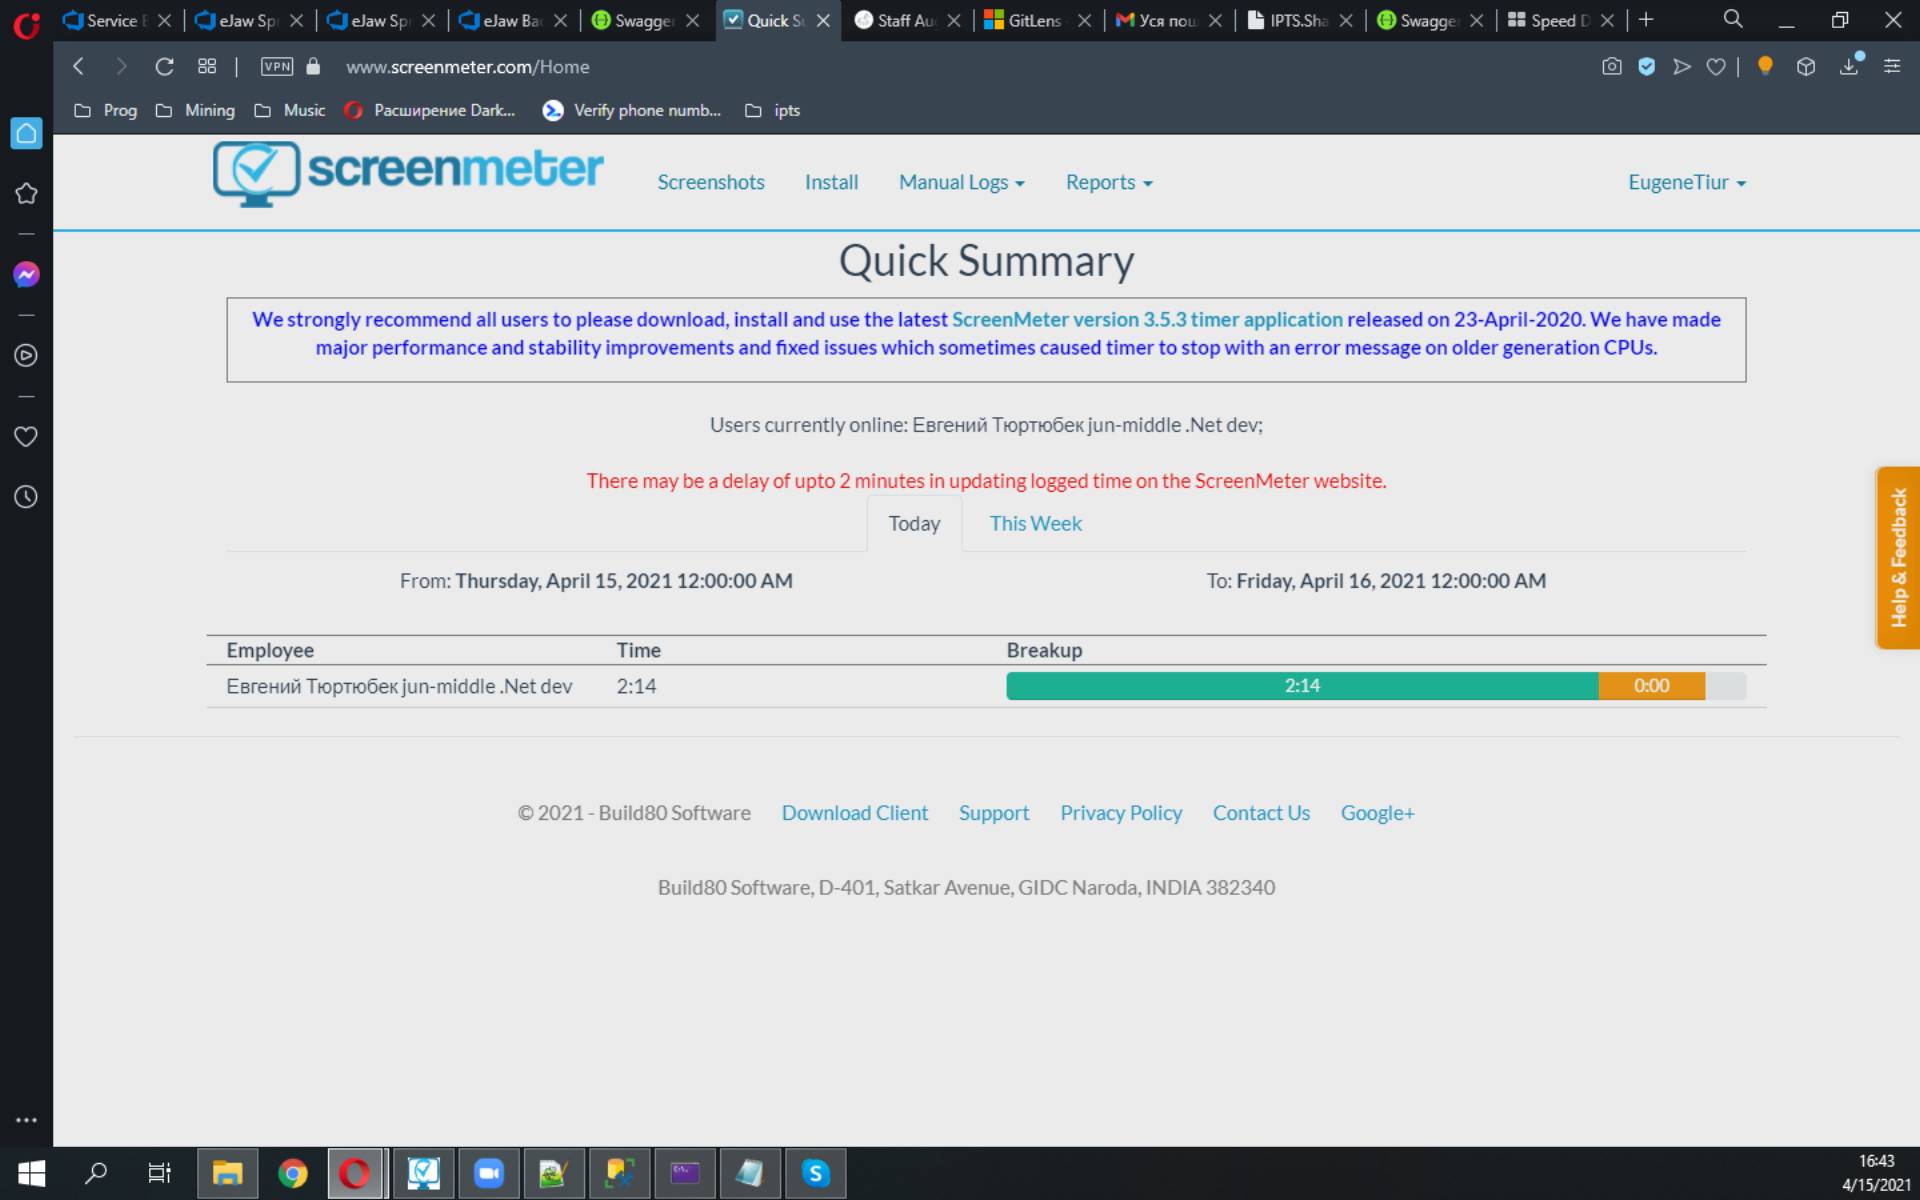 Service
eJaw Sp
eJaw Sp
eJaw Ba
Swagger
Quick S
Staff Au
GitLens
Уся пош
IPTS.Sha
Swagge
Speed D
VPN
www.screenmeter.com/Home
Prog
Mining
Music
Расширение Dark...
Verify phone numb...
ipts
screenmeter
Screenshots
Install
Manual Logs
Reports
EugeneTiur
Quick Summary
We strongly recommend all users to please download, install and use the latest ScreenMeter version 3.5.3 timer application released on 23-April-2020. We have made
major performance and stability improvements and fixed issues which sometimes caused timer to stop with an error message on older generation CPUs.
Users currently online: Евгений Тюртюбек jun-middle .Net dev;
There may be a delay of upto 2 minutes in updating logged time on the ScreenMeter website.
Today
This Week
From: Thursday, April 15, 2021 12:00:00 AM
To: Friday, April 16, 2021 12:00:00 AM
Help & Feedback
Employee
Time
Breakup
Евгений Тюртюбек jun-middle .Net dev
2:14
2:14
0:00
© 2021 - Build80 Software
Download Client
Support
Privacy Policy
Contact Us
Google+
Build80 Software, D-401, Satkar Avenue, GIDC Naroda, INDIA 382340
16:43
4/15/2021